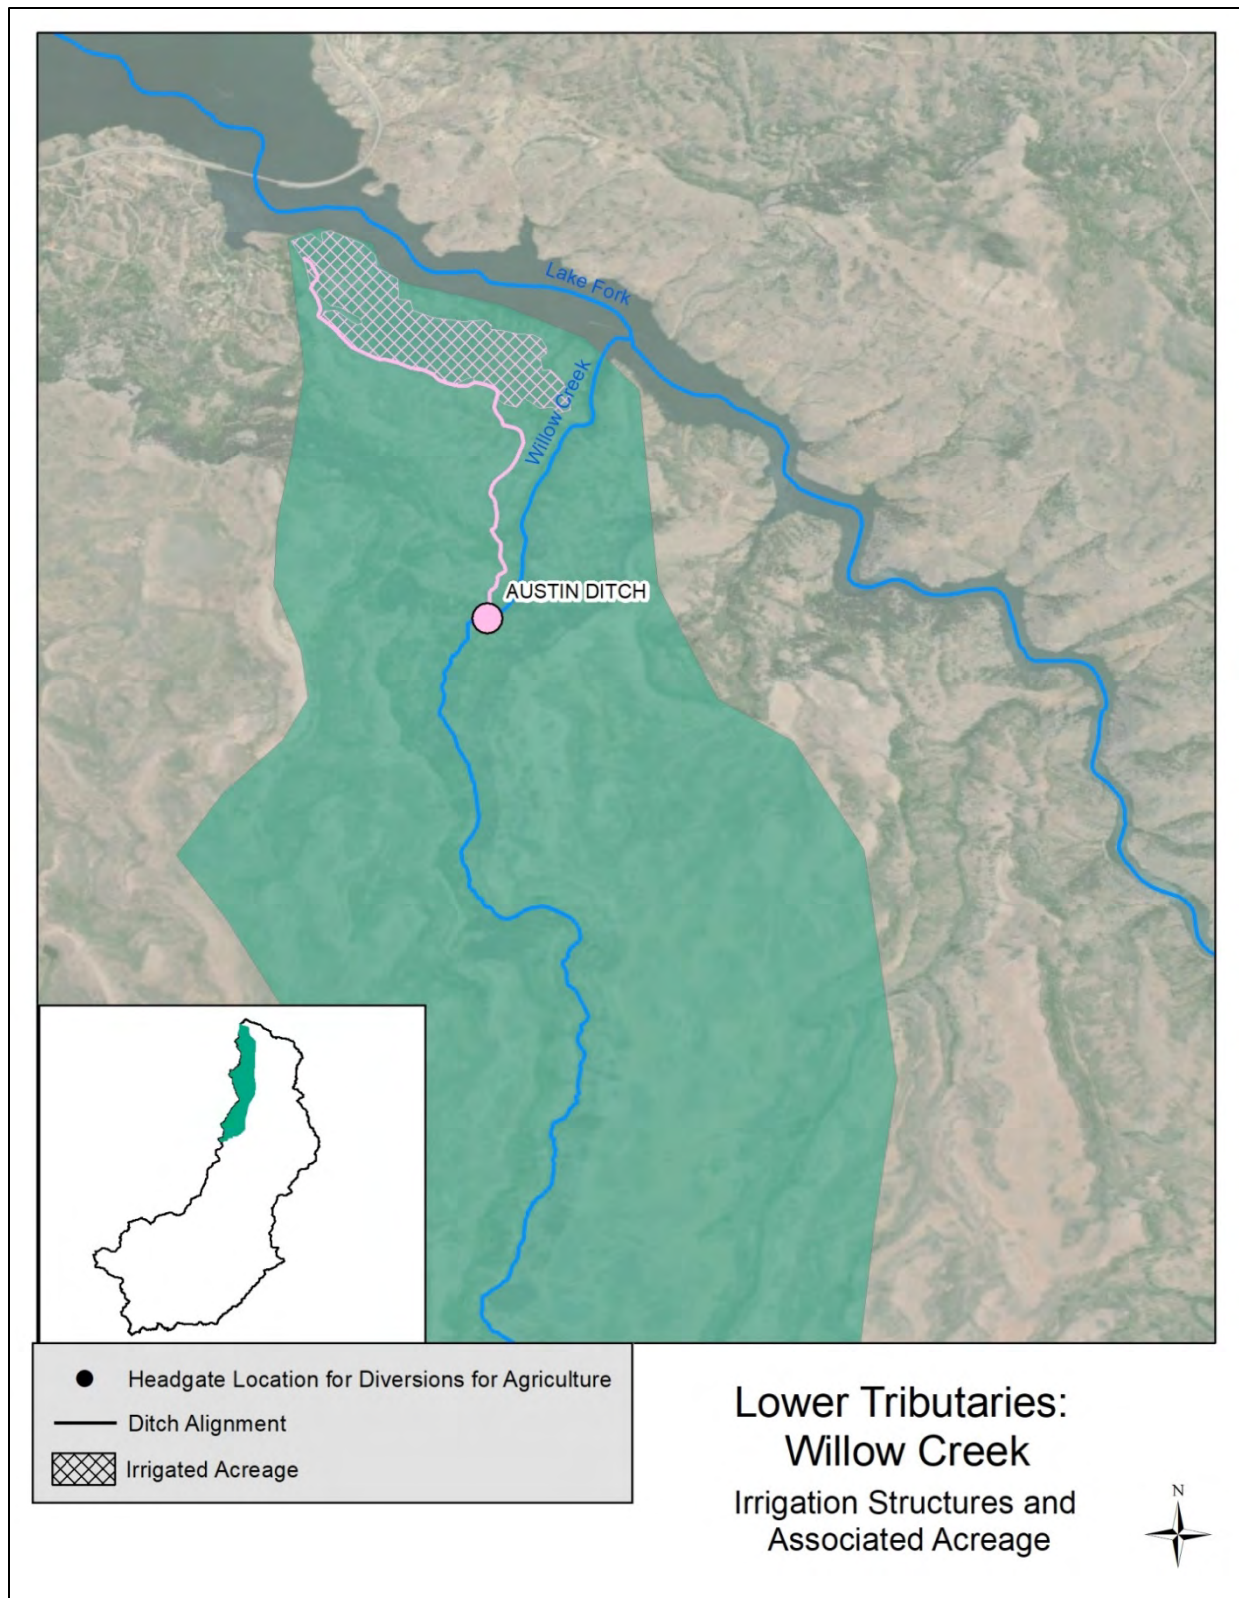 Lake Fork
Willow Creek
AUSTIN DITCH
Headgate Location for Diversions for Agriculture
Ditch Alignment
Irrigated Acreage
Lower Tributaries:
Willow Creek
Irrigation Structures and
Associated Acreage
N